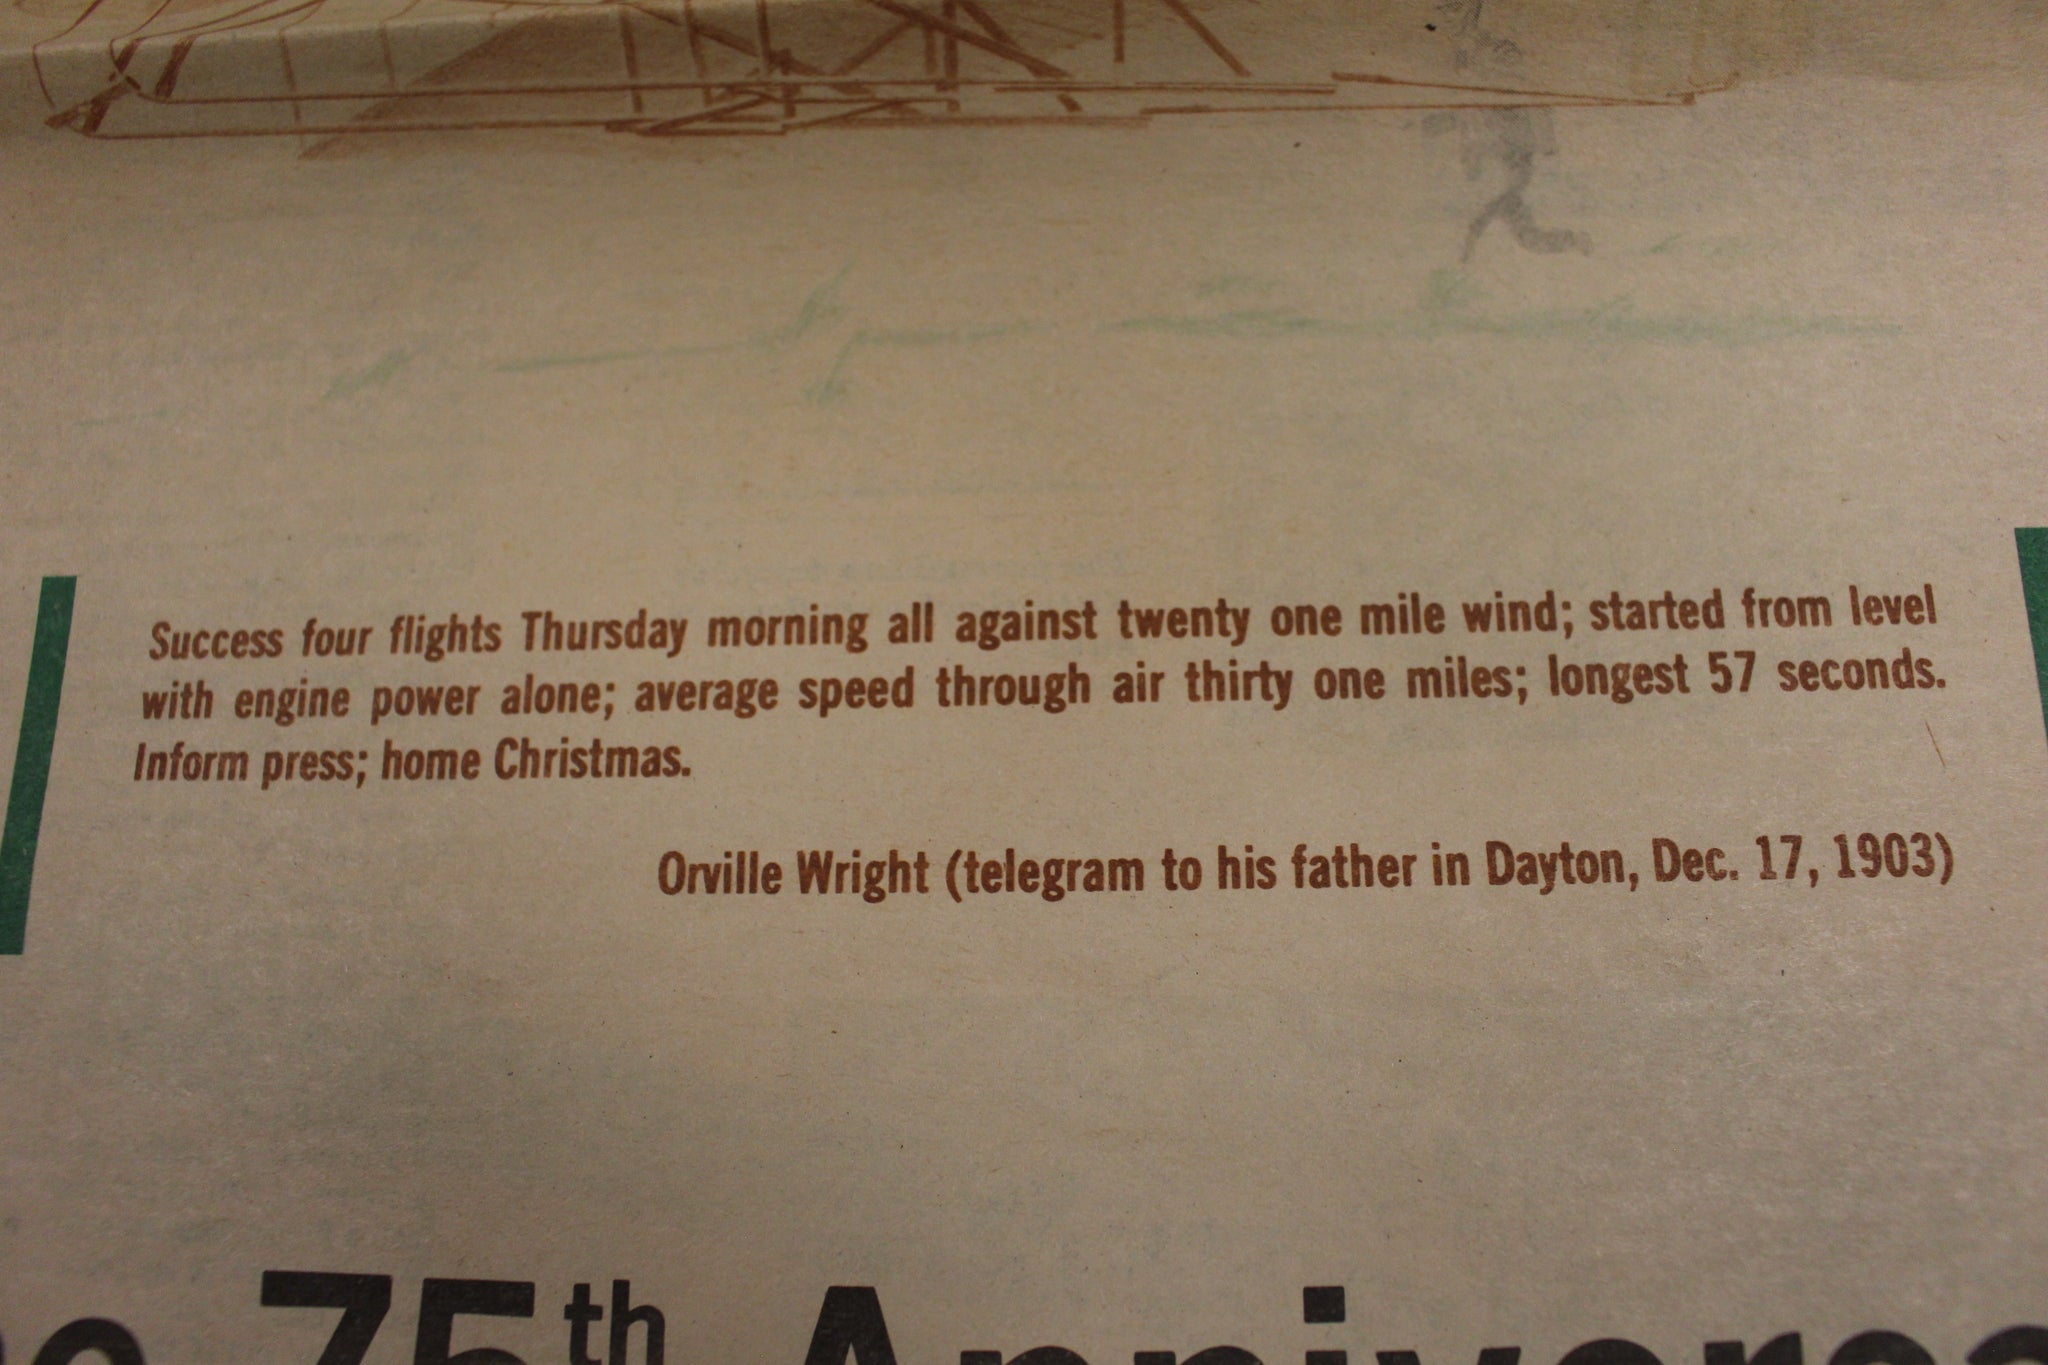 Success four flights Thursday morning all against twenty one mile wind; started from level
with engine power alone; average speed through air thirty one miles; longest 57 seconds.
Inform press; home Christmas.
Orville Wright (telegram to his father in Dayton, Dec. 17, 1903)
75th